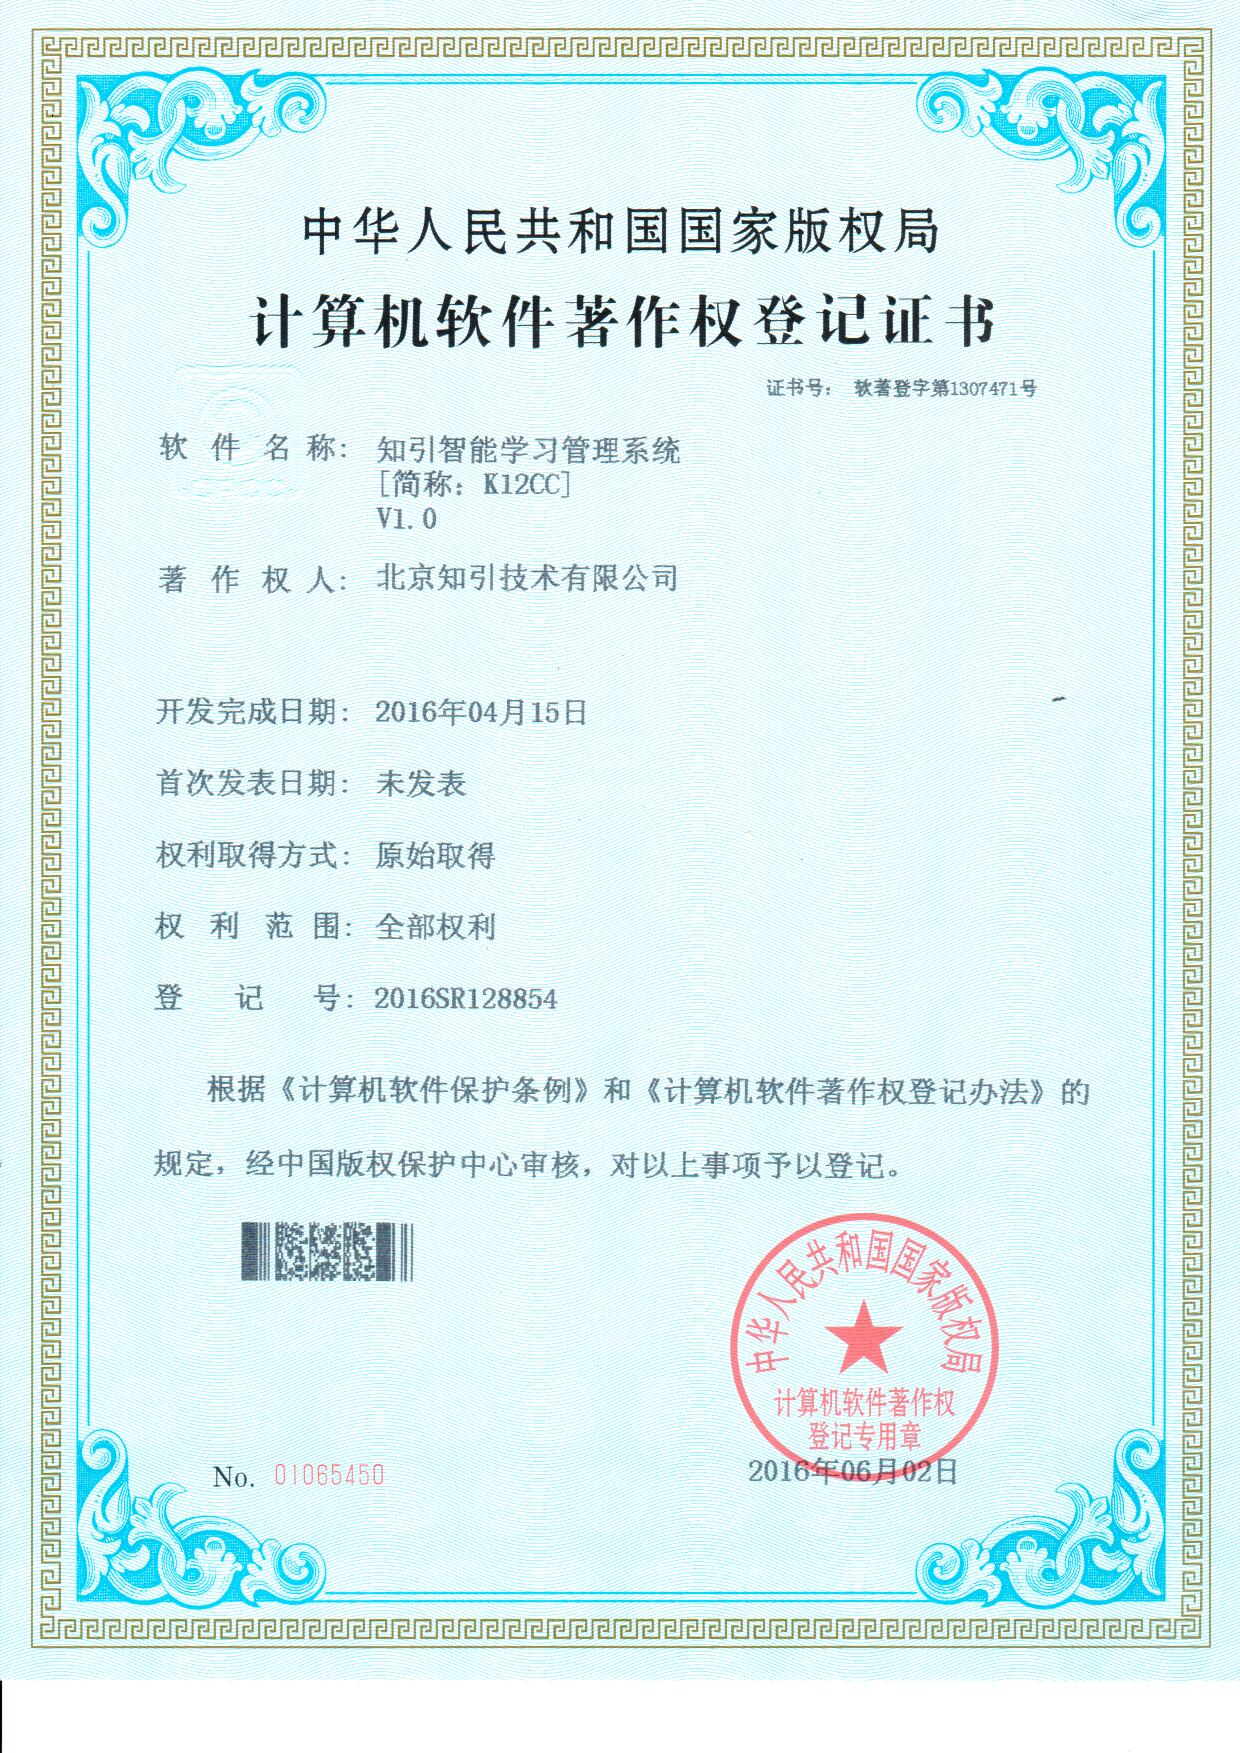 中华人民共和国国家版权局
计算机软件著作权登记证书
证书号： 软著登字第1307471号
软件名称： 知引智能学习管理系统
[简称：K12CC]
V1.0
著作权人： 北京知引技术有限公司
开发完成日期： 2016年04月15日
首次发表日期： 未发表
权利取得方式： 原始取得
权利范围： 全部权利
登记号： 2016SR128854
根据《计算机软件保护条例》和《计算机软件著作权登记办法》的
规定，经中国版权保护中心审核，对以上事项予以登记。
中华人民共和国国家版权局
计算机软件著作权
登记专用章
No. 01065450
2016年06月02日